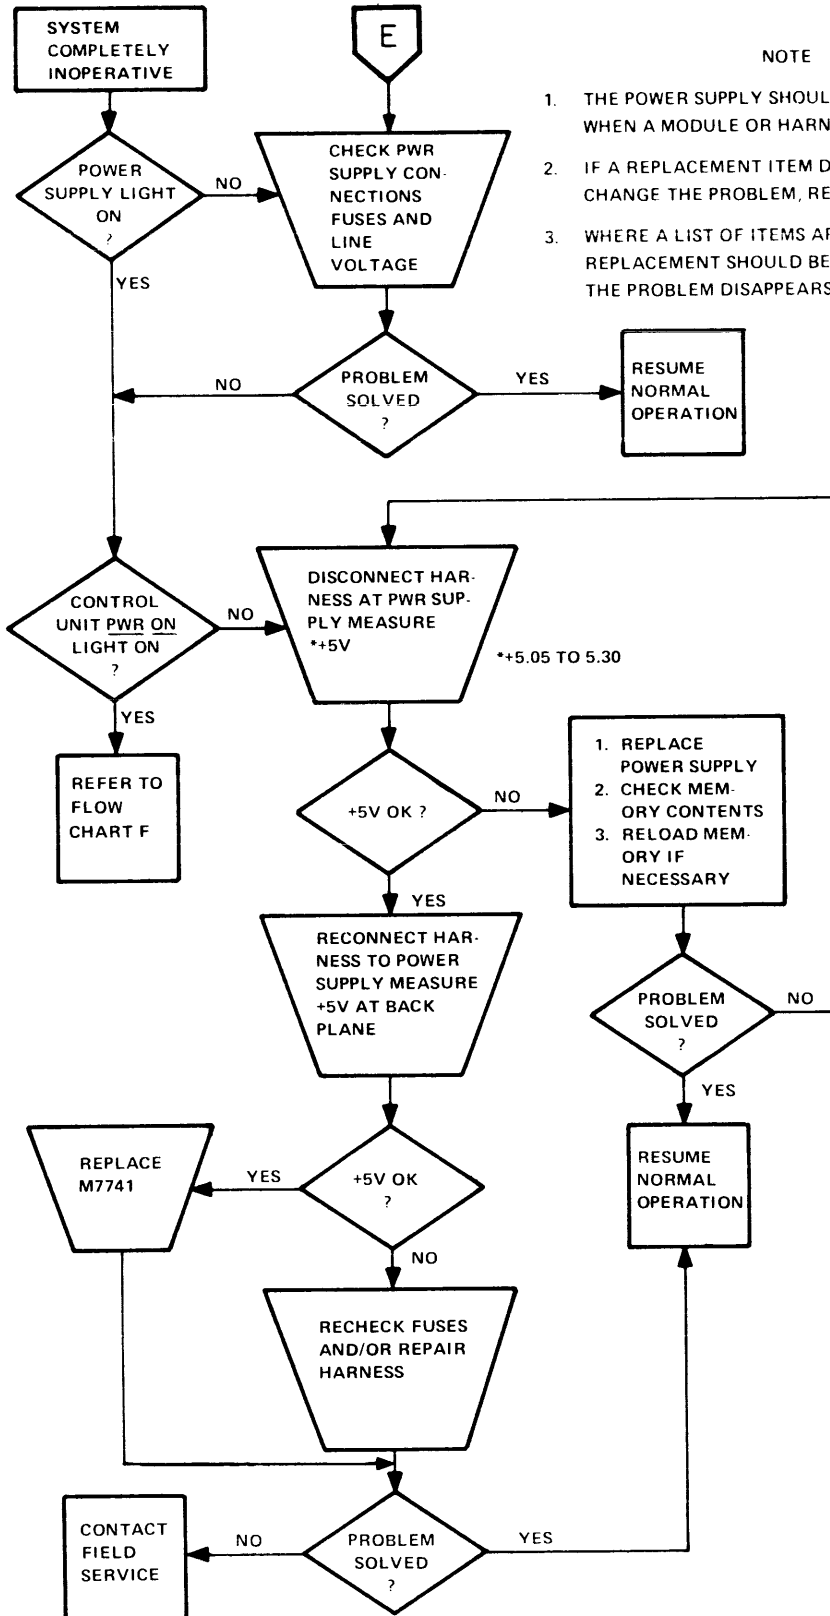 SYSTEM
COMPLETELY
INOPERATIVE
E
NOTE
1. THE POWER SUPPLY
WHEN A MODULE OR
2. IF A REPLACEMENT ITEM
CHANGE THE PROBLEM,
3. WHERE A LIST OF ITEMS
REPLACEMENT SHOULD BE
THE PROBLEM DISAPPEARS
POWER
SUPPLY LIGHT
ON
?
NO
YES
CHECK PWR
SUPPLY CON-
NECTIONS
FUSES AND
LINE
VOLTAGE
PROBLEM
SOLVED
?
NO
YES
RESUME
NORMAL
OPERATION
CONTROL
UNIT PWR ON
LIGHT ON
?
NO
YES
REFER TO
FLOW
CHART F
DISCONNECT HAR-
NESS AT PWR SUP-
PLY MEASURE
*+5V
*+5.05 TO 5.30
+5V OK ?
NO
YES
1. REPLACE
POWER SUPPLY
2. CHECK MEM-
ORY CONTENTS
3. RELOAD MEM-
ORY IF
NECESSARY
RECONNECT HAR-
NESS TO POWER
SUPPLY MEASURE
+5V AT BACK
PLANE
PROBLEM
SOLVED
?
NO
YES
RESUME
NORMAL
OPERATION
+5V OK
?
YES
NO
REPLACE
M7741
RECHECK FUSES
AND/OR REPAIR
HARNESS
PROBLEM
SOLVED
?
NO
YES
CONTACT
FIELD
SERVICE